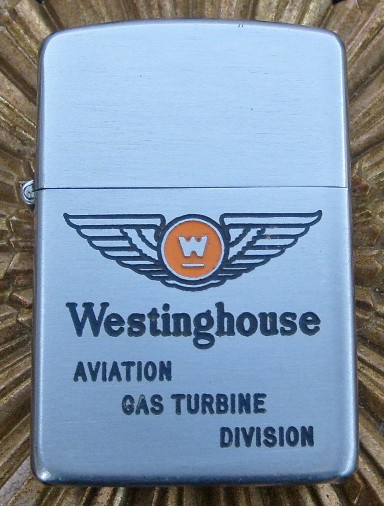 W
Westinghouse
AVIATION
GAS TURBINE
DIVISION